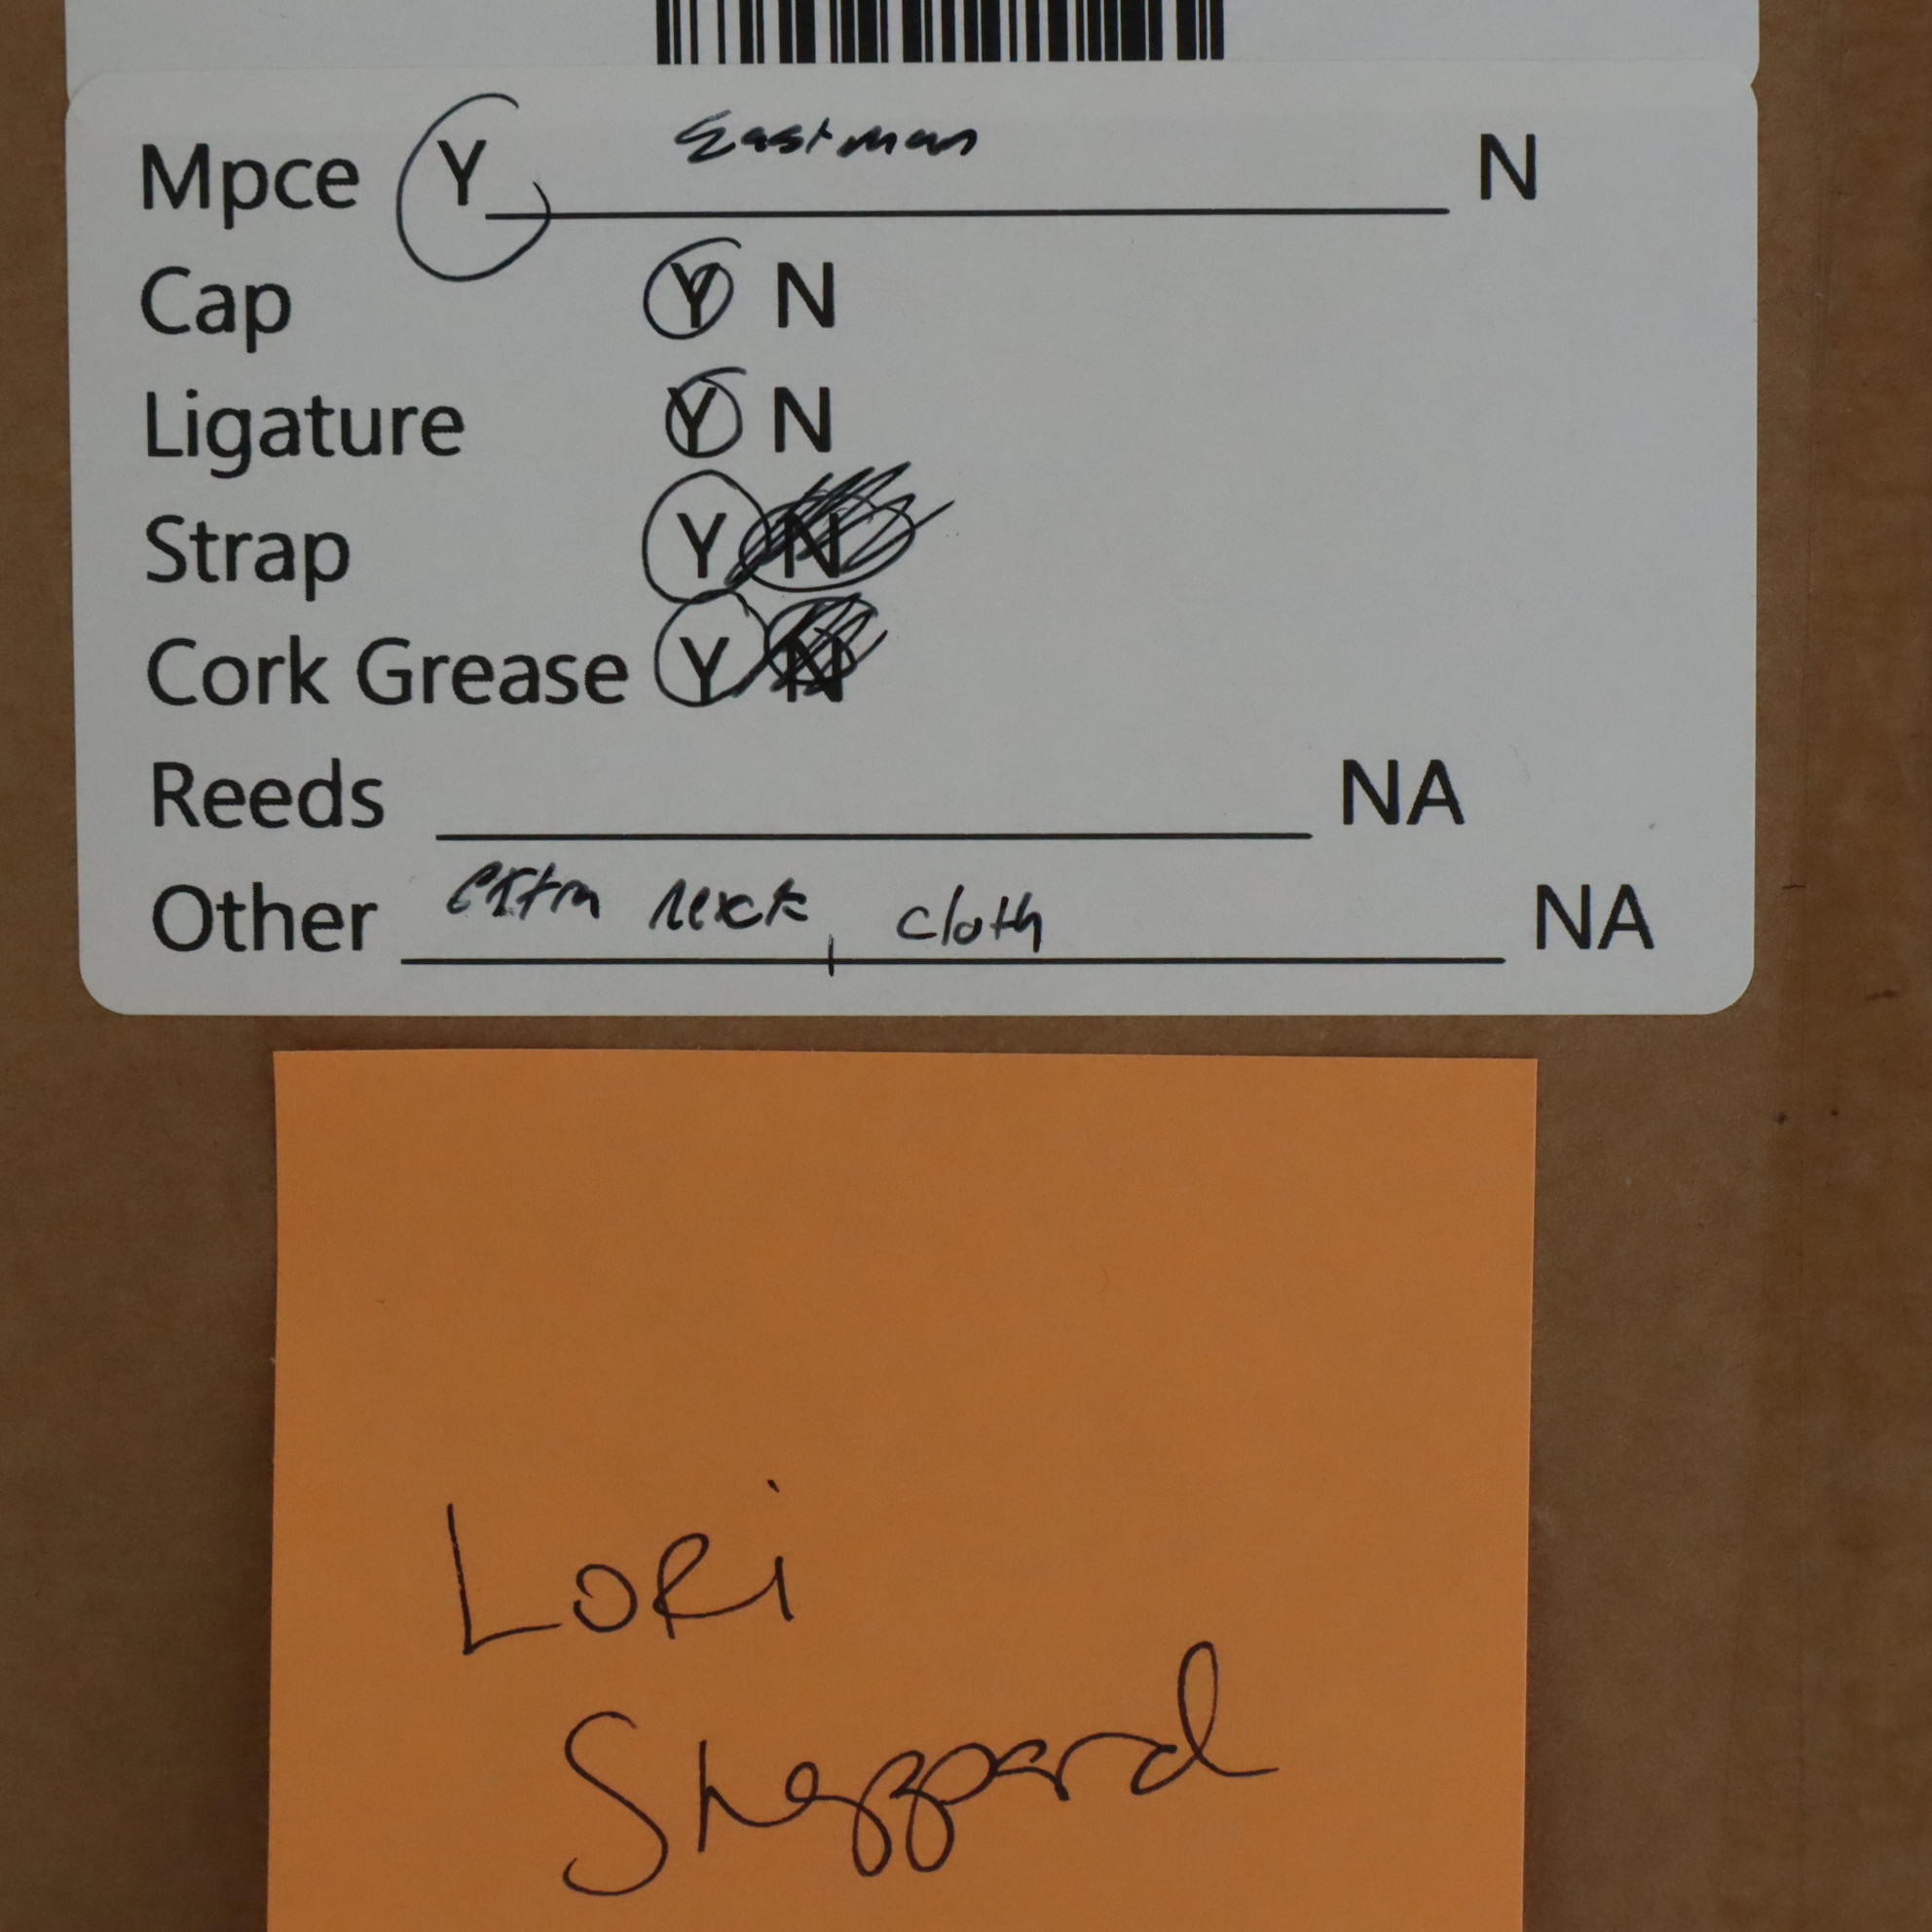 Mpce Y Eastman N
Cap Y N
Ligature Y N
Strap Y N
Cork Grease Y N
Reeds NA
Other extra neck, cloth NA
Lori
Sheppard